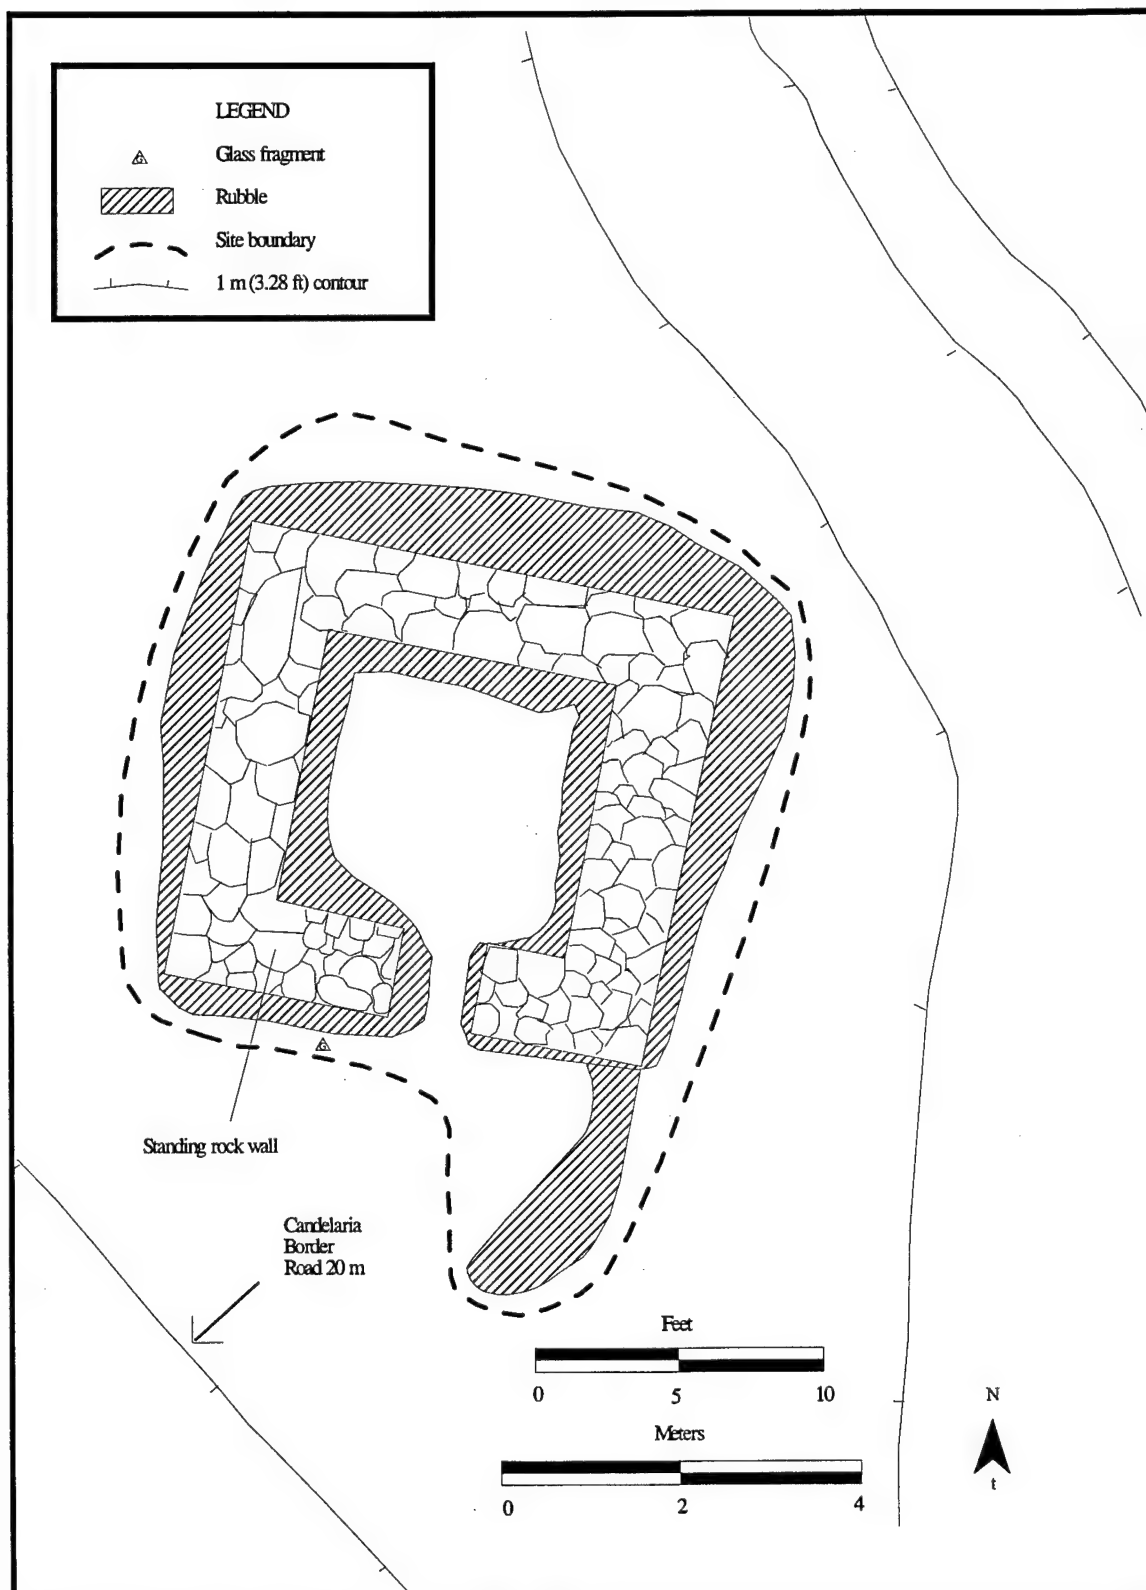 LEGEND
G
Glass fragment
Rubble
Site boundary
1 m (3.28 ft) contour
G
Standing rock wall
Candelaria
Border
Road 20 m
Feet
0 5 10
Meters
0 2 4
N
t